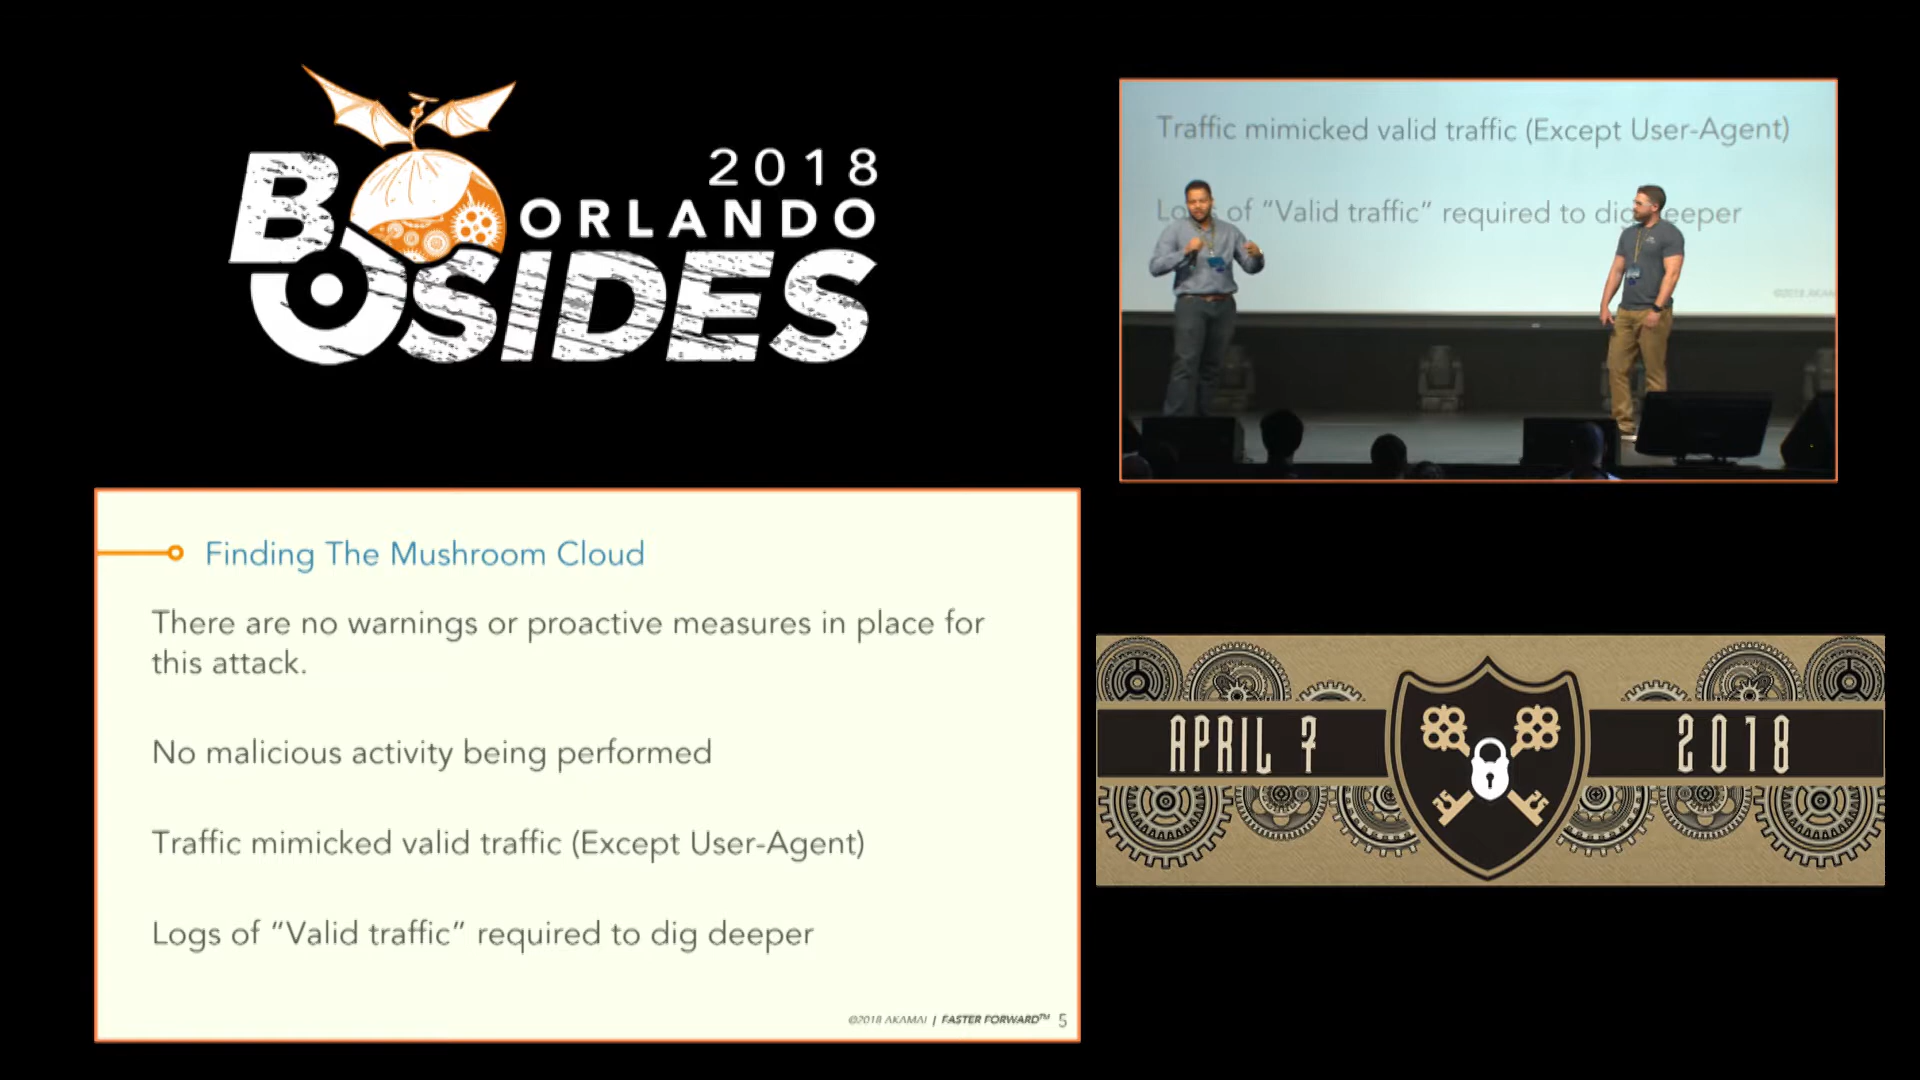 2018
ORLANDO
BSIDES
Traffic mimicked valid traffic (Except User-Agent)
of "Valid traffic" required to dig deeper
©2018 AKAM
Finding The Mushroom Cloud
There are no warnings or proactive measures in place for
this attack.
No malicious activity being performed
Traffic mimicked valid traffic (Except User-Agent)
Logs of "Valid traffic" required to dig deeper
©2018 AKAMAI | FASTER FORWARD™ 5
APRIL 7 2018